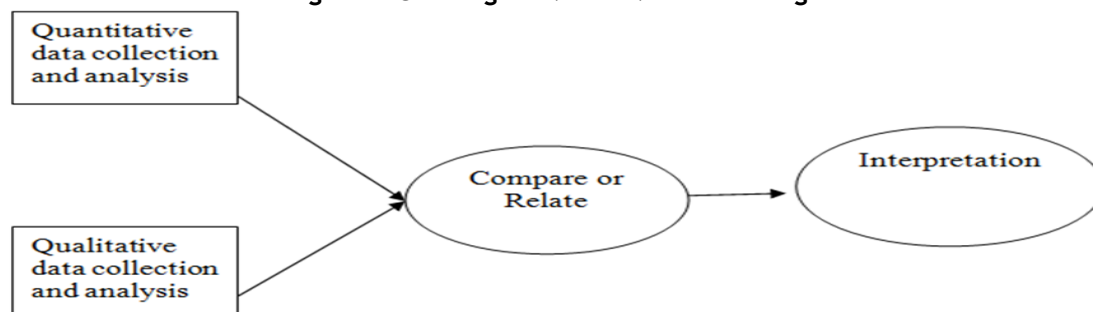 Quantitative
data collection
and analysis
Compare or
Relate
Interpretation
Qualitative
data collection
and analysis